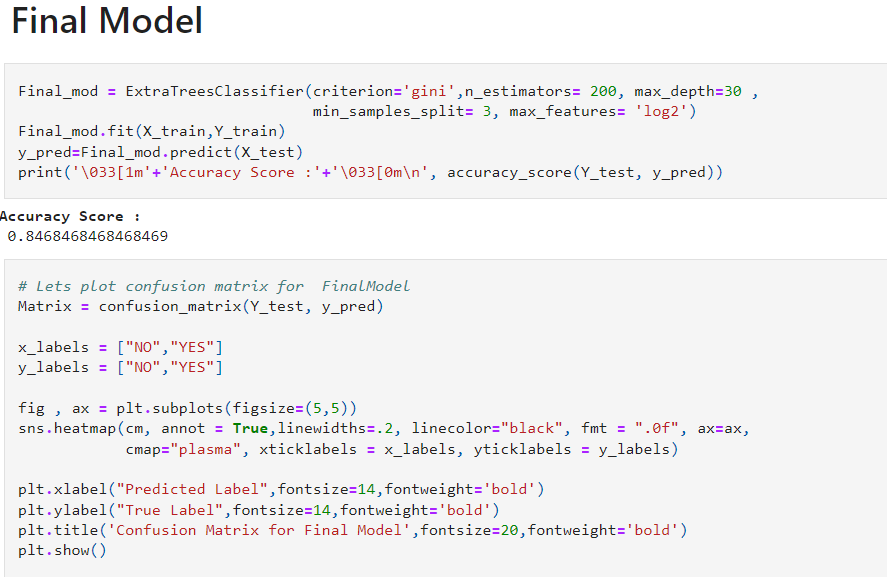 Final Model
Final_mod = ExtraTreesClassifier(criterion='gini',n_estimators= 200, max_depth=30 ,
min_samples_split= 3, max_features= 'log2')
Final_mod.fit(X_train,Y_train)
y_pred=Final_mod.predict(X_test)
print('\033[1m'+'Accuracy Score :'+'\033[0m\n', accuracy_score(Y_test, y_pred))
Accuracy Score :
0.8468468468468469
# Lets plot confusion matrix for  FinalModel
Matrix = confusion_matrix(Y_test, y_pred)
x_labels = ["NO","YES"]
y_labels = ["NO","YES"]
fig , ax = plt.subplots(figsize=(5,5))
sns.heatmap(cm, annot = True,linewidths=.2, linecolor="black", fmt = ".0f", ax=ax,
cmap="plasma", xticklabels = x_labels, yticklabels = y_labels)
plt.xlabel("Predicted Label",fontsize=14,fontweight='bold')
plt.ylabel("True Label",fontsize=14,fontweight='bold')
plt.title('Confusion Matrix for Final Model',fontsize=20,fontweight='bold')
plt.show()